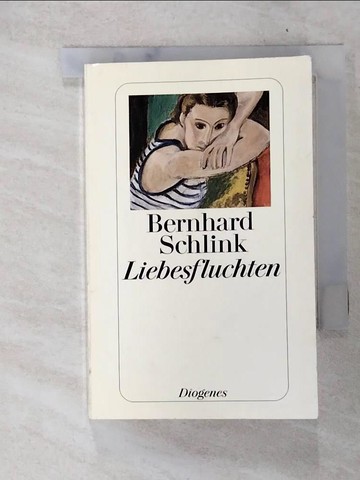 Bernhard
Schlink
Liebesfluchten
Diogenes